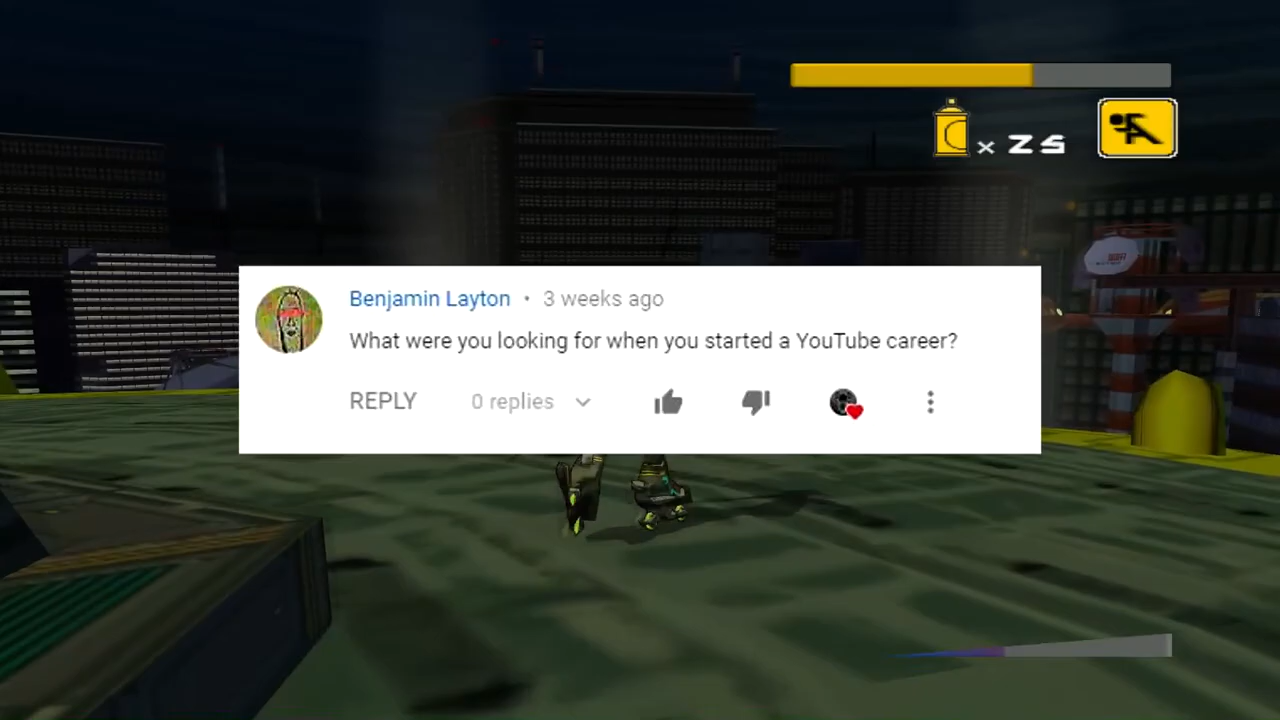 × 25
Benjamin Layton • 3 weeks ago
What were you looking for when you started a YouTube career?
REPLY 0 replies